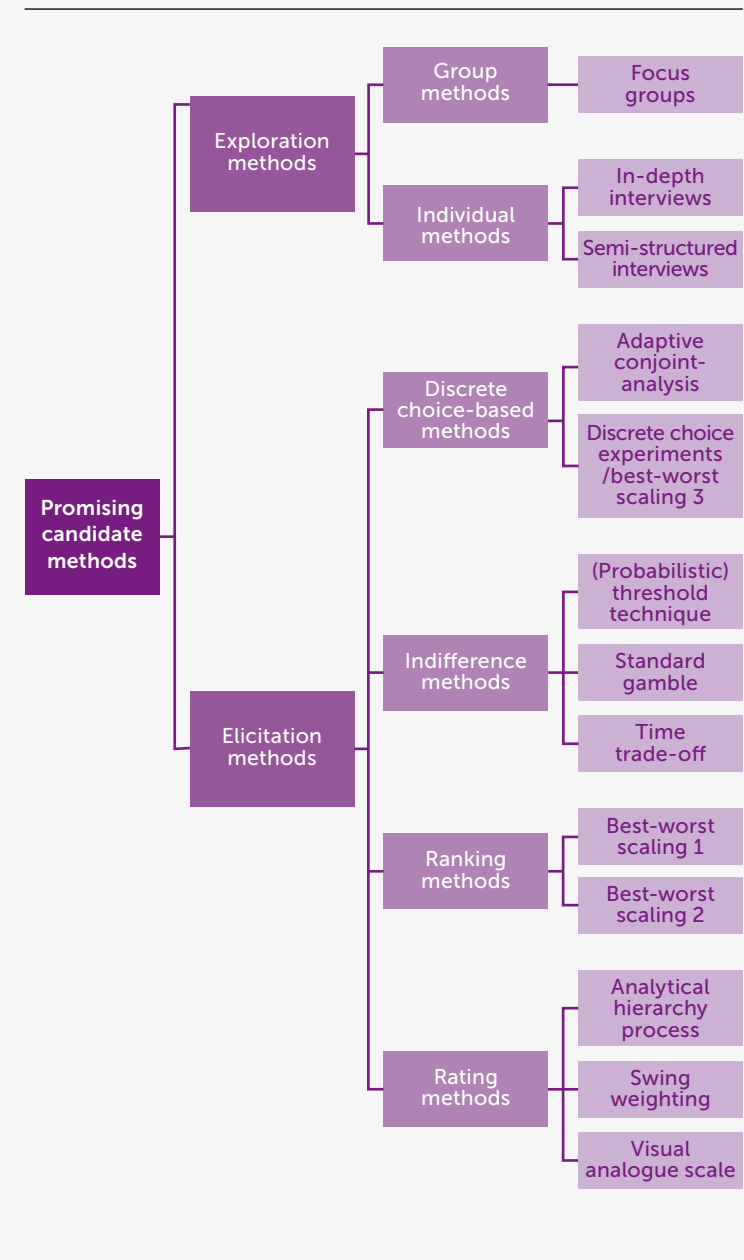 Group
methods
Focus
groups
Exploration
methods
In-depth
interviews
Individual
methods
Semi-structured
interviews
Adaptive
conjoint-
analysis
Discrete
choice-based
methods
Discrete choice
experiments
/best-worst
scaling 3
Promising
candidate
methods
(Probabilistic)
threshold
technique
Indifference
methods
Standard
gamble
Elicitation
methods
Time
trade-off
Best-worst
scaling 1
Ranking
methods
Best-worst
scaling 2
Analytical
hierarchy
process
Rating
methods
Swing
weighting
Visual
analogue scale